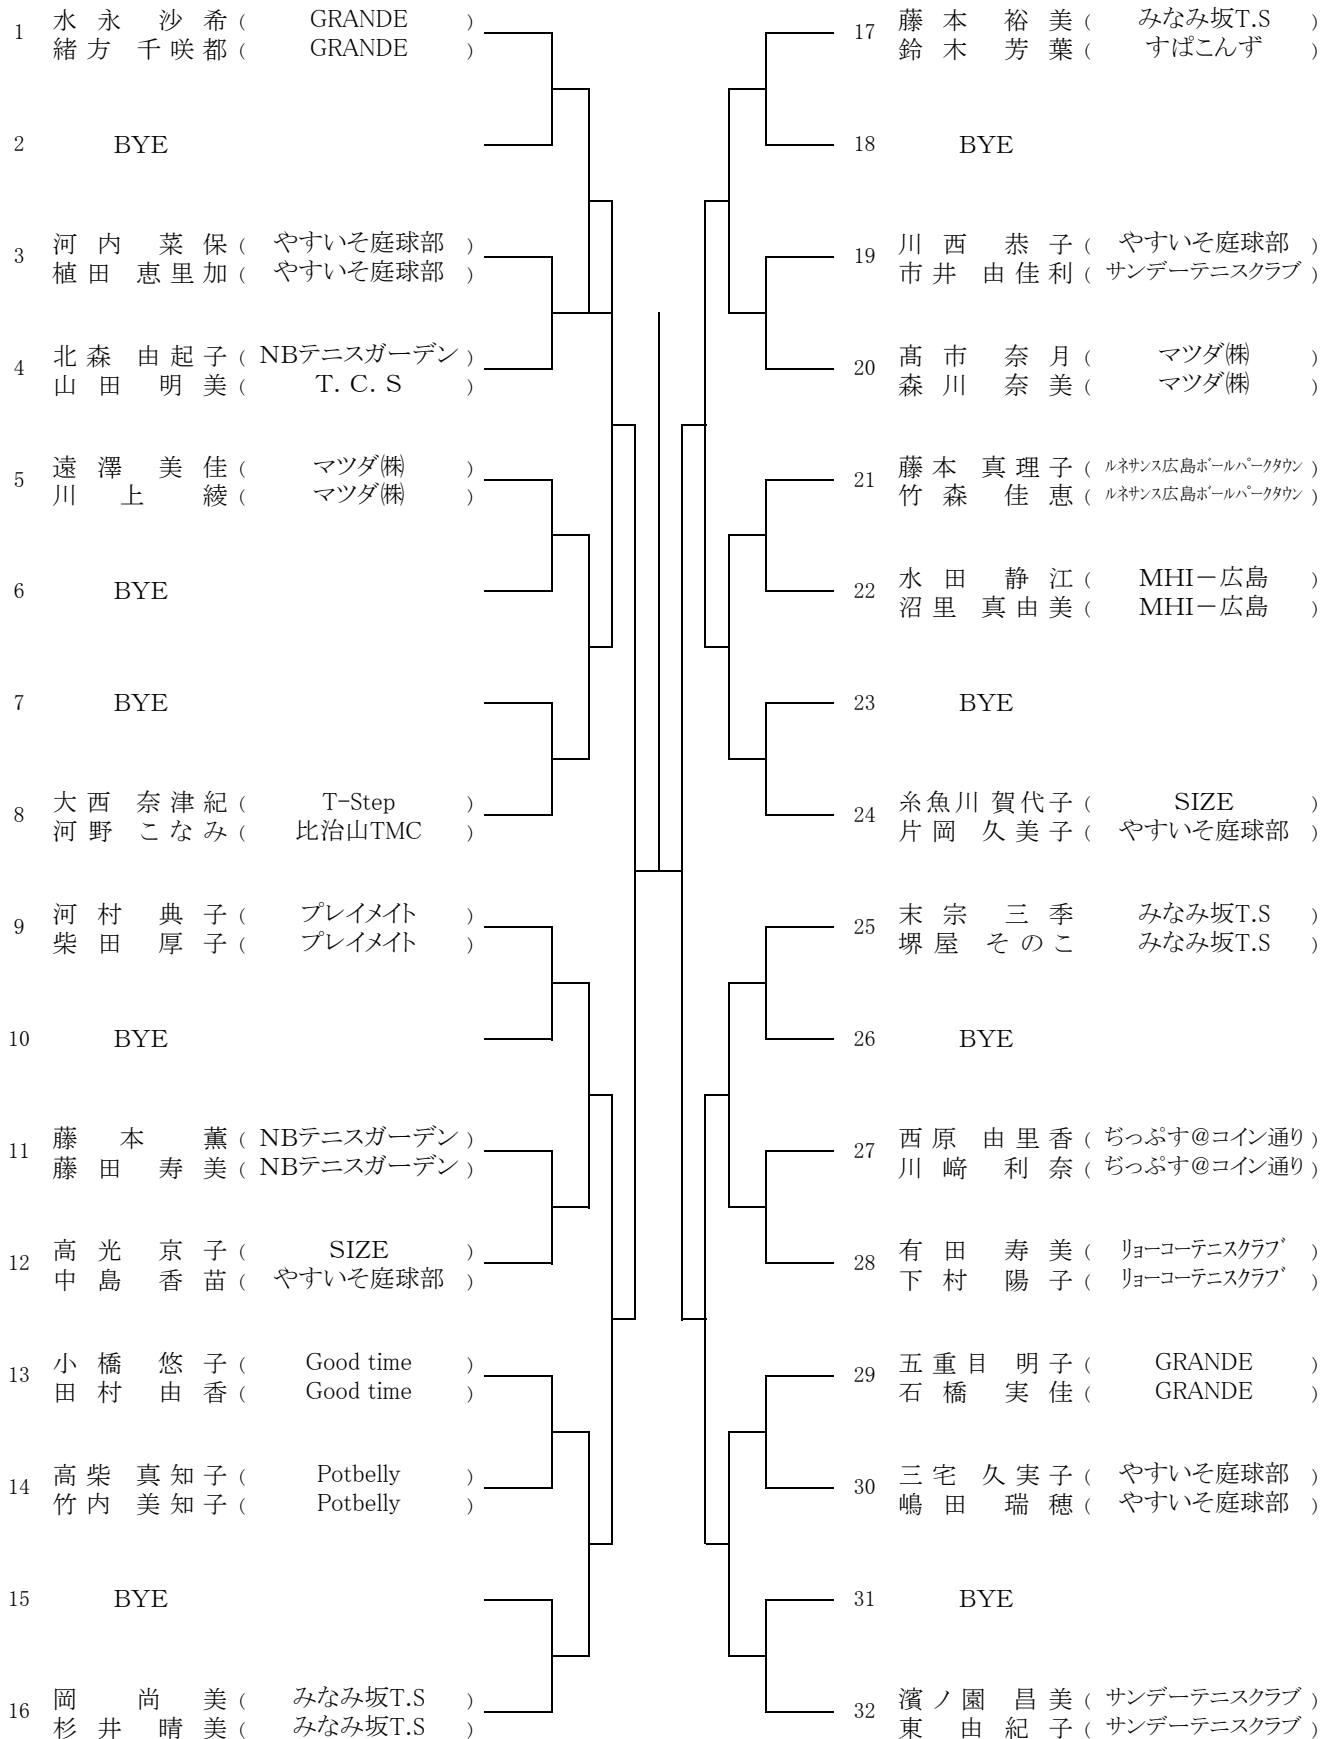 1 水永 沙希 ( GRANDE )
緒方 千咲都 ( GRANDE )
2 BYE
3 河内 菜保 ( やすいそ庭球部 )
植田 恵里加 ( やすいそ庭球部 )
4 北森 由起子 ( NBテニスガーデン )
山田 明美 ( T. C. S )
5 遠澤 美佳 ( マツダ㈱ )
川上 綾 ( マツダ㈱ )
6 BYE
7 BYE
8 大西 奈津紀 ( T-Step )
河野 こなみ ( 比治山TMC )
9 河村 典子 ( プレイメイト )
柴田 厚子 ( プレイメイト )
10 BYE
11 藤本 薫 ( NBテニスガーデン )
藤田 寿美 ( NBテニスガーデン )
12 高光 京子 ( SIZE )
中島 香苗 ( やすいそ庭球部 )
13 小橋 悠子 ( Good time )
田村 由香 ( Good time )
14 高柴 真知子 ( Potbelly )
竹内 美知子 ( Potbelly )
15 BYE
16 岡 尚美 ( みなみ坂T.S )
杉井 晴美 ( みなみ坂T.S )
17 藤本 裕美 ( みなみ坂T.S )
鈴木 芳葉 ( すぱこんず )
18 BYE
19 川西 恭子 ( やすいそ庭球部 )
市井 由佳利 ( サンデーテニスクラブ )
20 髙市 奈月 ( マツダ㈱ )
森川 奈美 ( マツダ㈱ )
21 藤本 真理子 ( ルネサンス広島ボールパークタウン )
竹森 佳恵 ( ルネサンス広島ボールパークタウン )
22 水田 静江 ( MHI－広島 )
沼里 真由美 ( MHI－広島 )
23 BYE
24 糸魚川 賀代子 ( SIZE )
片岡 久美子 ( やすいそ庭球部 )
25 末宗 三季 みなみ坂T.S )
堺屋 そのこ みなみ坂T.S )
26 BYE
27 西原 由里香 ( ぢっぷす@コイン通り )
川﨑 利奈 ( ぢっぷす@コイン通り )
28 有田 寿美 ( リョーコーテニスクラブ )
下村 陽子 ( リョーコーテニスクラブ )
29 五重目 明子 ( GRANDE )
石橋 実佳 ( GRANDE )
30 三宅 久実子 ( やすいそ庭球部 )
嶋田 瑞穂 ( やすいそ庭球部 )
31 BYE
32 濱ノ園 昌美 ( サンデーテニスクラブ )
東 由紀子 ( サンデーテニスクラブ )